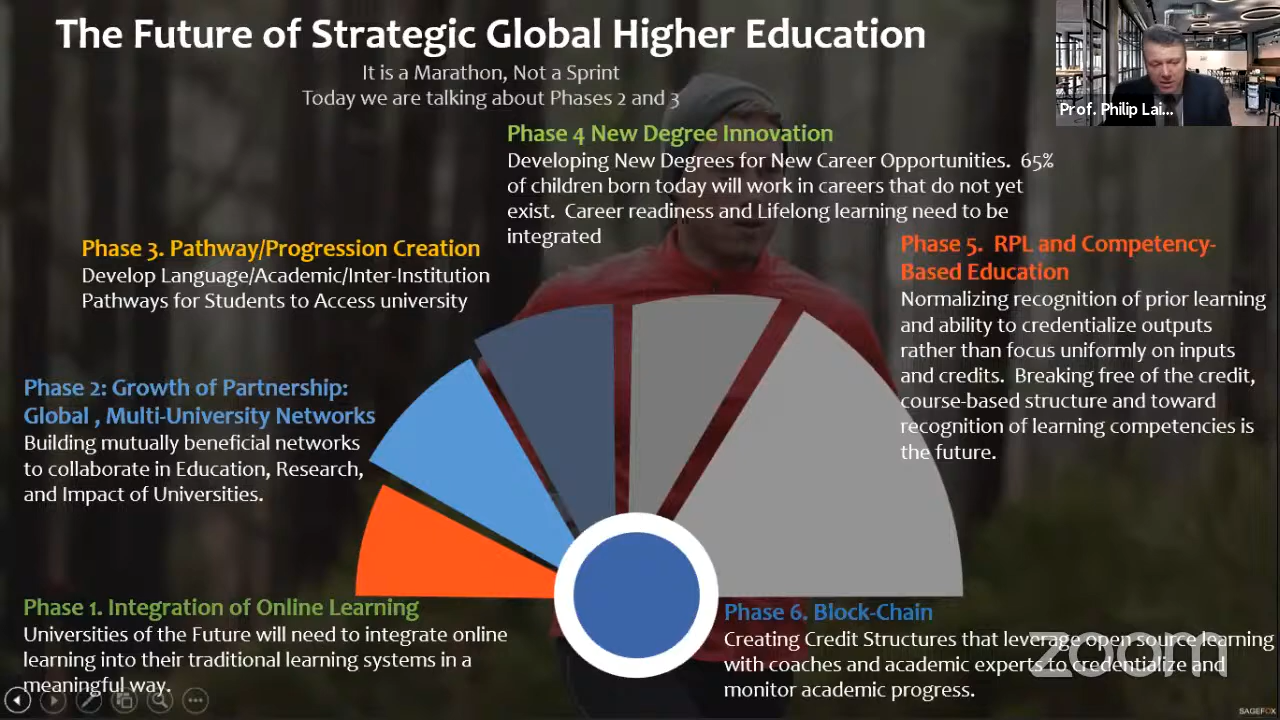 The Future of Strategic Global Higher Education
It is a Marathon, Not a Sprint
Today we are talking about Phases 2 and 3
Prof. Philip Lai...
Phase 4 New Degree Innovation
Developing New Degrees for New Career Opportunities.  65%
of children born today will work in careers that do not yet
exist.  Career readiness and Lifelong learning need to be
integrated
Phase 3. Pathway/Progression Creation
Develop Language/Academic/Inter-Institution
Pathways for Students to Access university
Phase 5.  RPL and Competency-
Based Education
Normalizing recognition of prior learning
and ability to credentialize outputs
rather than focus uniformly on inputs
and credits.  Breaking free of the credit,
course-based structure and toward
recognition of learning competencies is
the future.
Phase 2: Growth of Partnership:
Global , Multi-University Networks
Building mutually beneficial networks
to collaborate in Education, Research,
and Impact of Universities.
Phase 1. Integration of Online Learning
Universities of the Future will need to integrate online
learning into their traditional learning systems in a
meaningful way.
Phase 6. Block-Chain
Creating Credit Structures that leverage open source learning
with coaches and academic experts to credentialize and
monitor academic progress.
zoom
SAGEFOX